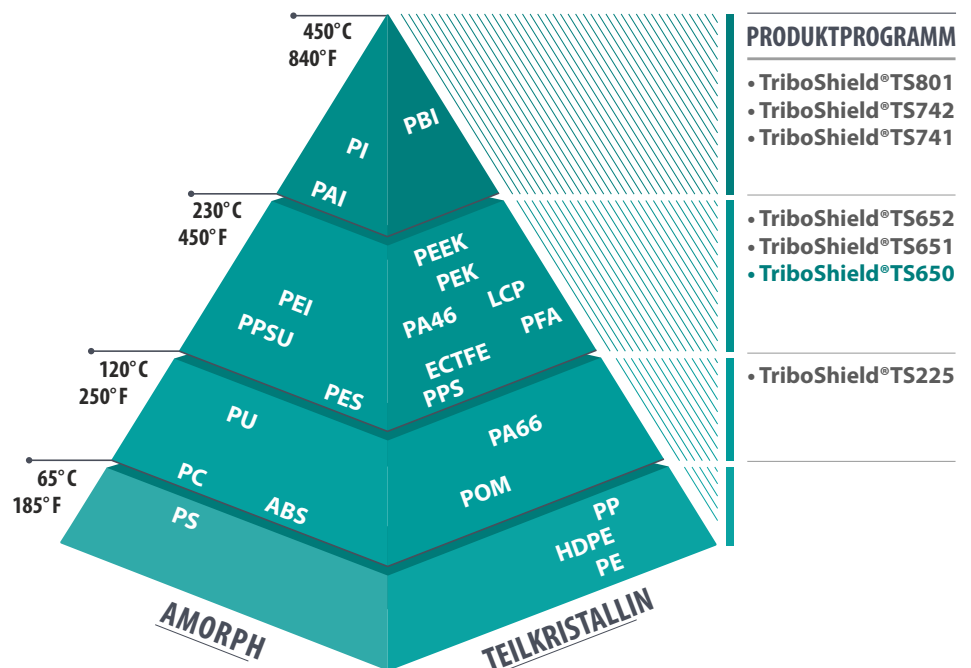 450°C
840°F
PRODUKTPROGRAMM
• TriboShield®TS801
• TriboShield®TS742
• TriboShield®TS741
PBI
PI
PAI
230°C
450°F
• TriboShield®TS652
• TriboShield®TS651
• TriboShield®TS650
PEEK
PEK
LCP
PEI
PA46
PFA
PPSU
ECTFE
PES
PPS
120°C
250°F
• TriboShield®TS225
PU
PA66
PC
POM
ABS
65°C
185°F
PS
PP
HDPE
PE
AMORPH
TEILKRISTALLIN